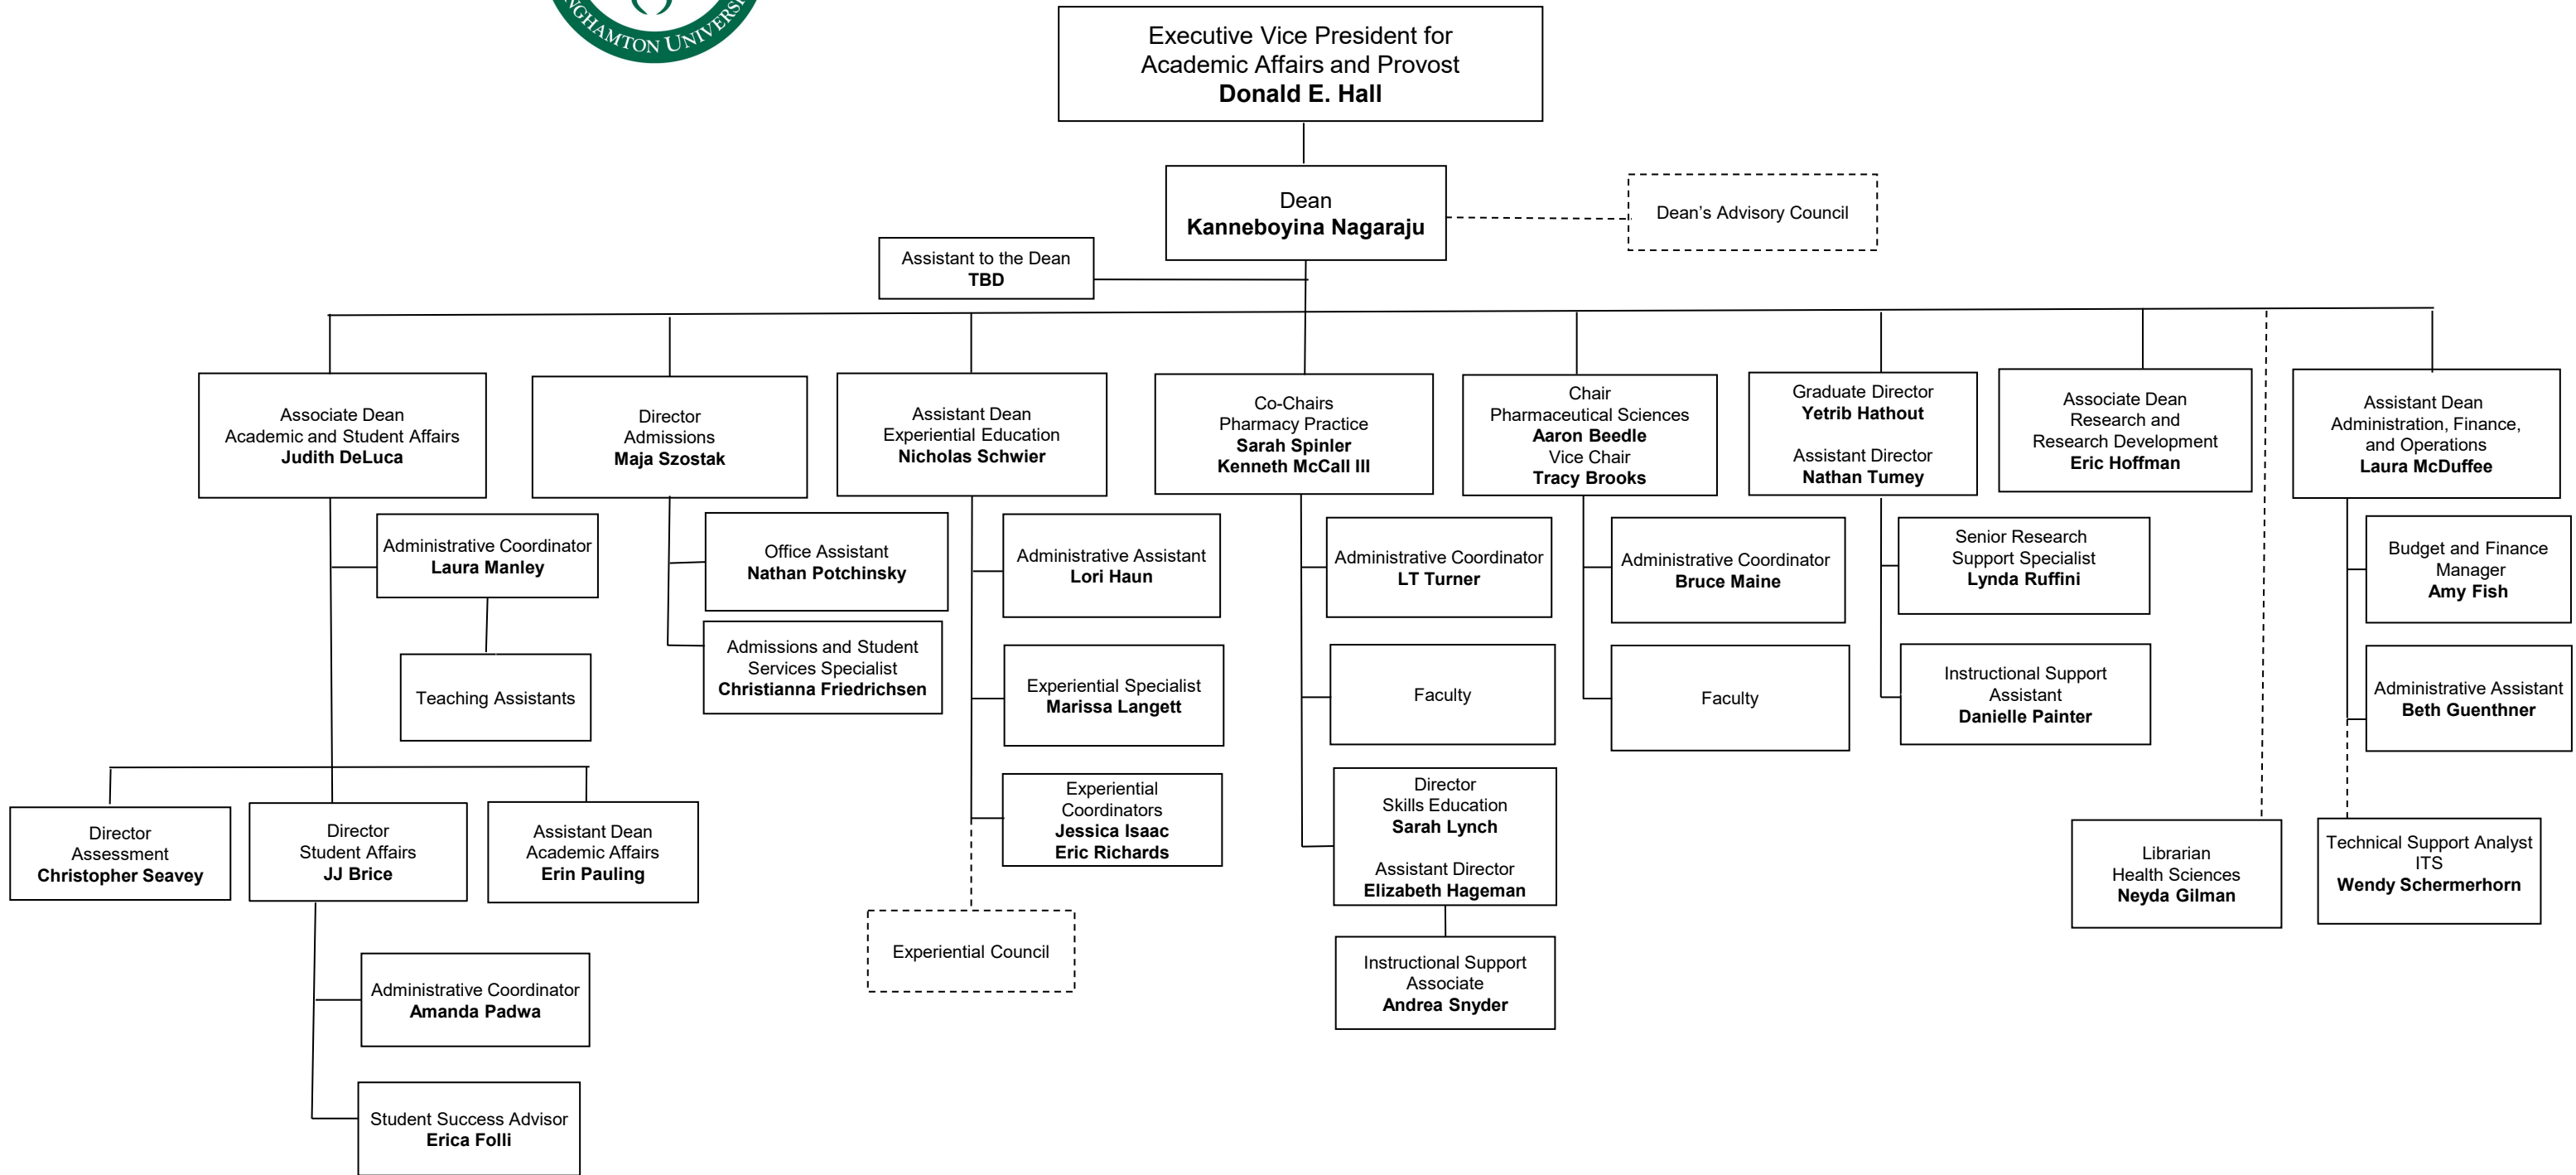 NGHAMTON UNIVERSI
Executive Vice President for
Academic Affairs and Provost
Donald E. Hall
Dean
Kanneboyina Nagaraju
Dean’s Advisory Council
Assistant to the Dean
TBD
Associate Dean
Academic and Student Affairs
Judith DeLuca
Director
Admissions
Maja Szostak
Assistant Dean
Experiential Education
Nicholas Schwier
Co-Chairs
Pharmacy Practice
Sarah Spinler
Kenneth McCall III
Chair
Pharmaceutical Sciences
Aaron Beedle
Vice Chair
Tracy Brooks
Graduate Director
Yetrib Hathout
Assistant Director
Nathan Tumey
Associate Dean
Research and
Research Development
Eric Hoffman
Assistant Dean
Administration, Finance,
and Operations
Laura McDuffee
Administrative Coordinator
Laura Manley
Office Assistant
Nathan Potchinsky
Administrative Assistant
Lori Haun
Administrative Coordinator
LT Turner
Administrative Coordinator
Bruce Maine
Senior Research
Support Specialist
Lynda Ruffini
Budget and Finance
Manager
Amy Fish
Teaching Assistants
Admissions and Student
Services Specialist
Christianna Friedrichsen
Experiential Specialist
Marissa Langett
Faculty
Faculty
Instructional Support
Assistant
Danielle Painter
Administrative Assistant
Beth Guenthner
Director
Assessment
Christopher Seavey
Director
Student Affairs
JJ Brice
Assistant Dean
Academic Affairs
Erin Pauling
Experiential
Coordinators
Jessica Isaac
Eric Richards
Director
Skills Education
Sarah Lynch
Assistant Director
Elizabeth Hageman
Librarian
Health Sciences
Neyda Gilman
Technical Support Analyst
ITS
Wendy Schermerhorn
Experiential Council
Instructional Support
Associate
Andrea Snyder
Administrative Coordinator
Amanda Padwa
Student Success Advisor
Erica Folli